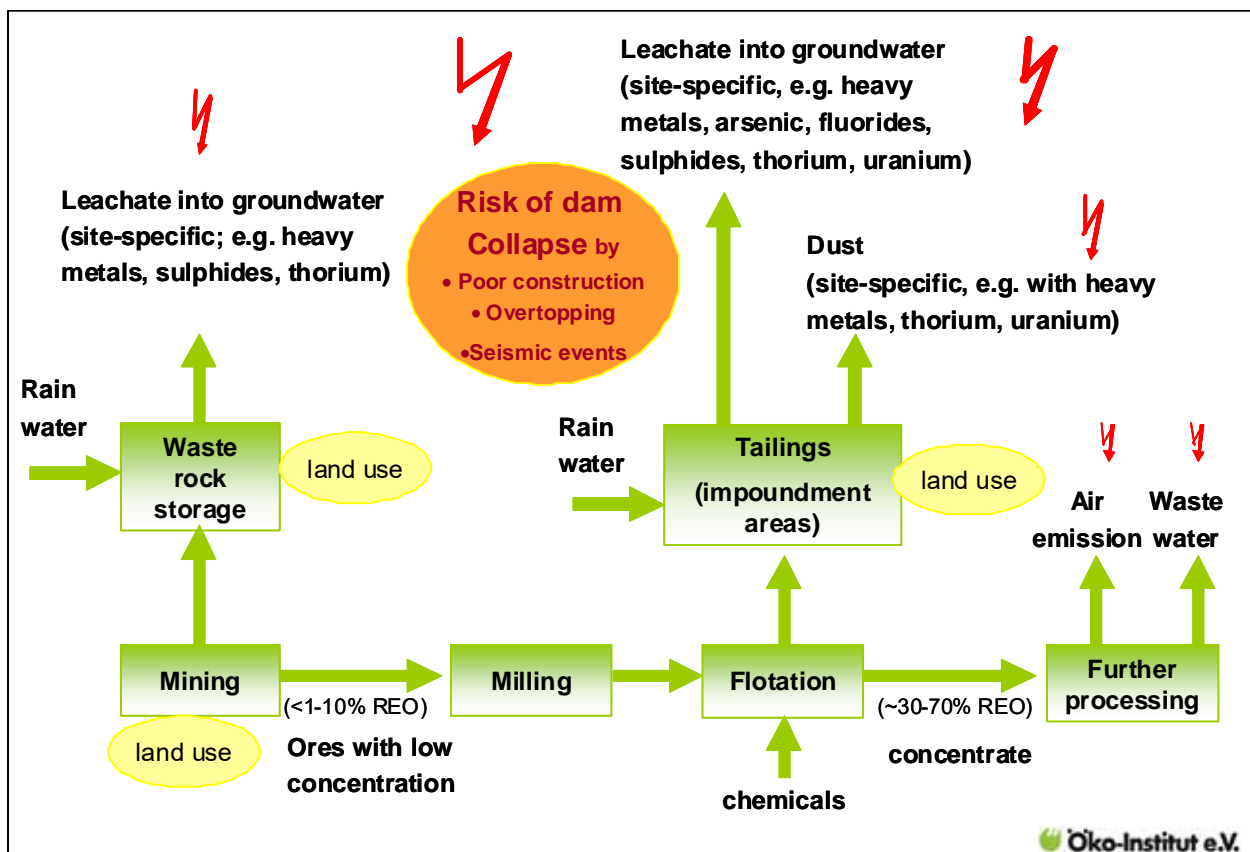 Leachate into groundwater
(site-specific, e.g. heavy
metals, arsenic, fluorides,
sulphides, thorium, uranium)
Leachate into groundwater
(site-specific; e.g. heavy
metals, sulphides, thorium)
Risk of dam
Collapse by
• Poor construction
• Overtopping
•Seismic events
Dust
(site-specific, e.g. with heavy
metals, thorium, uranium)
Rain
water
Waste
rock
storage
land use
Rain
water
Tailings
(impoundment
areas)
land use
Air
emission
Waste
water
Mining
(<1-10% REO)
Milling
Flotation
(~30-70% REO)
Further
processing
land use
Ores with low
concentration
concentrate
chemicals
Öko-Institut e.V.